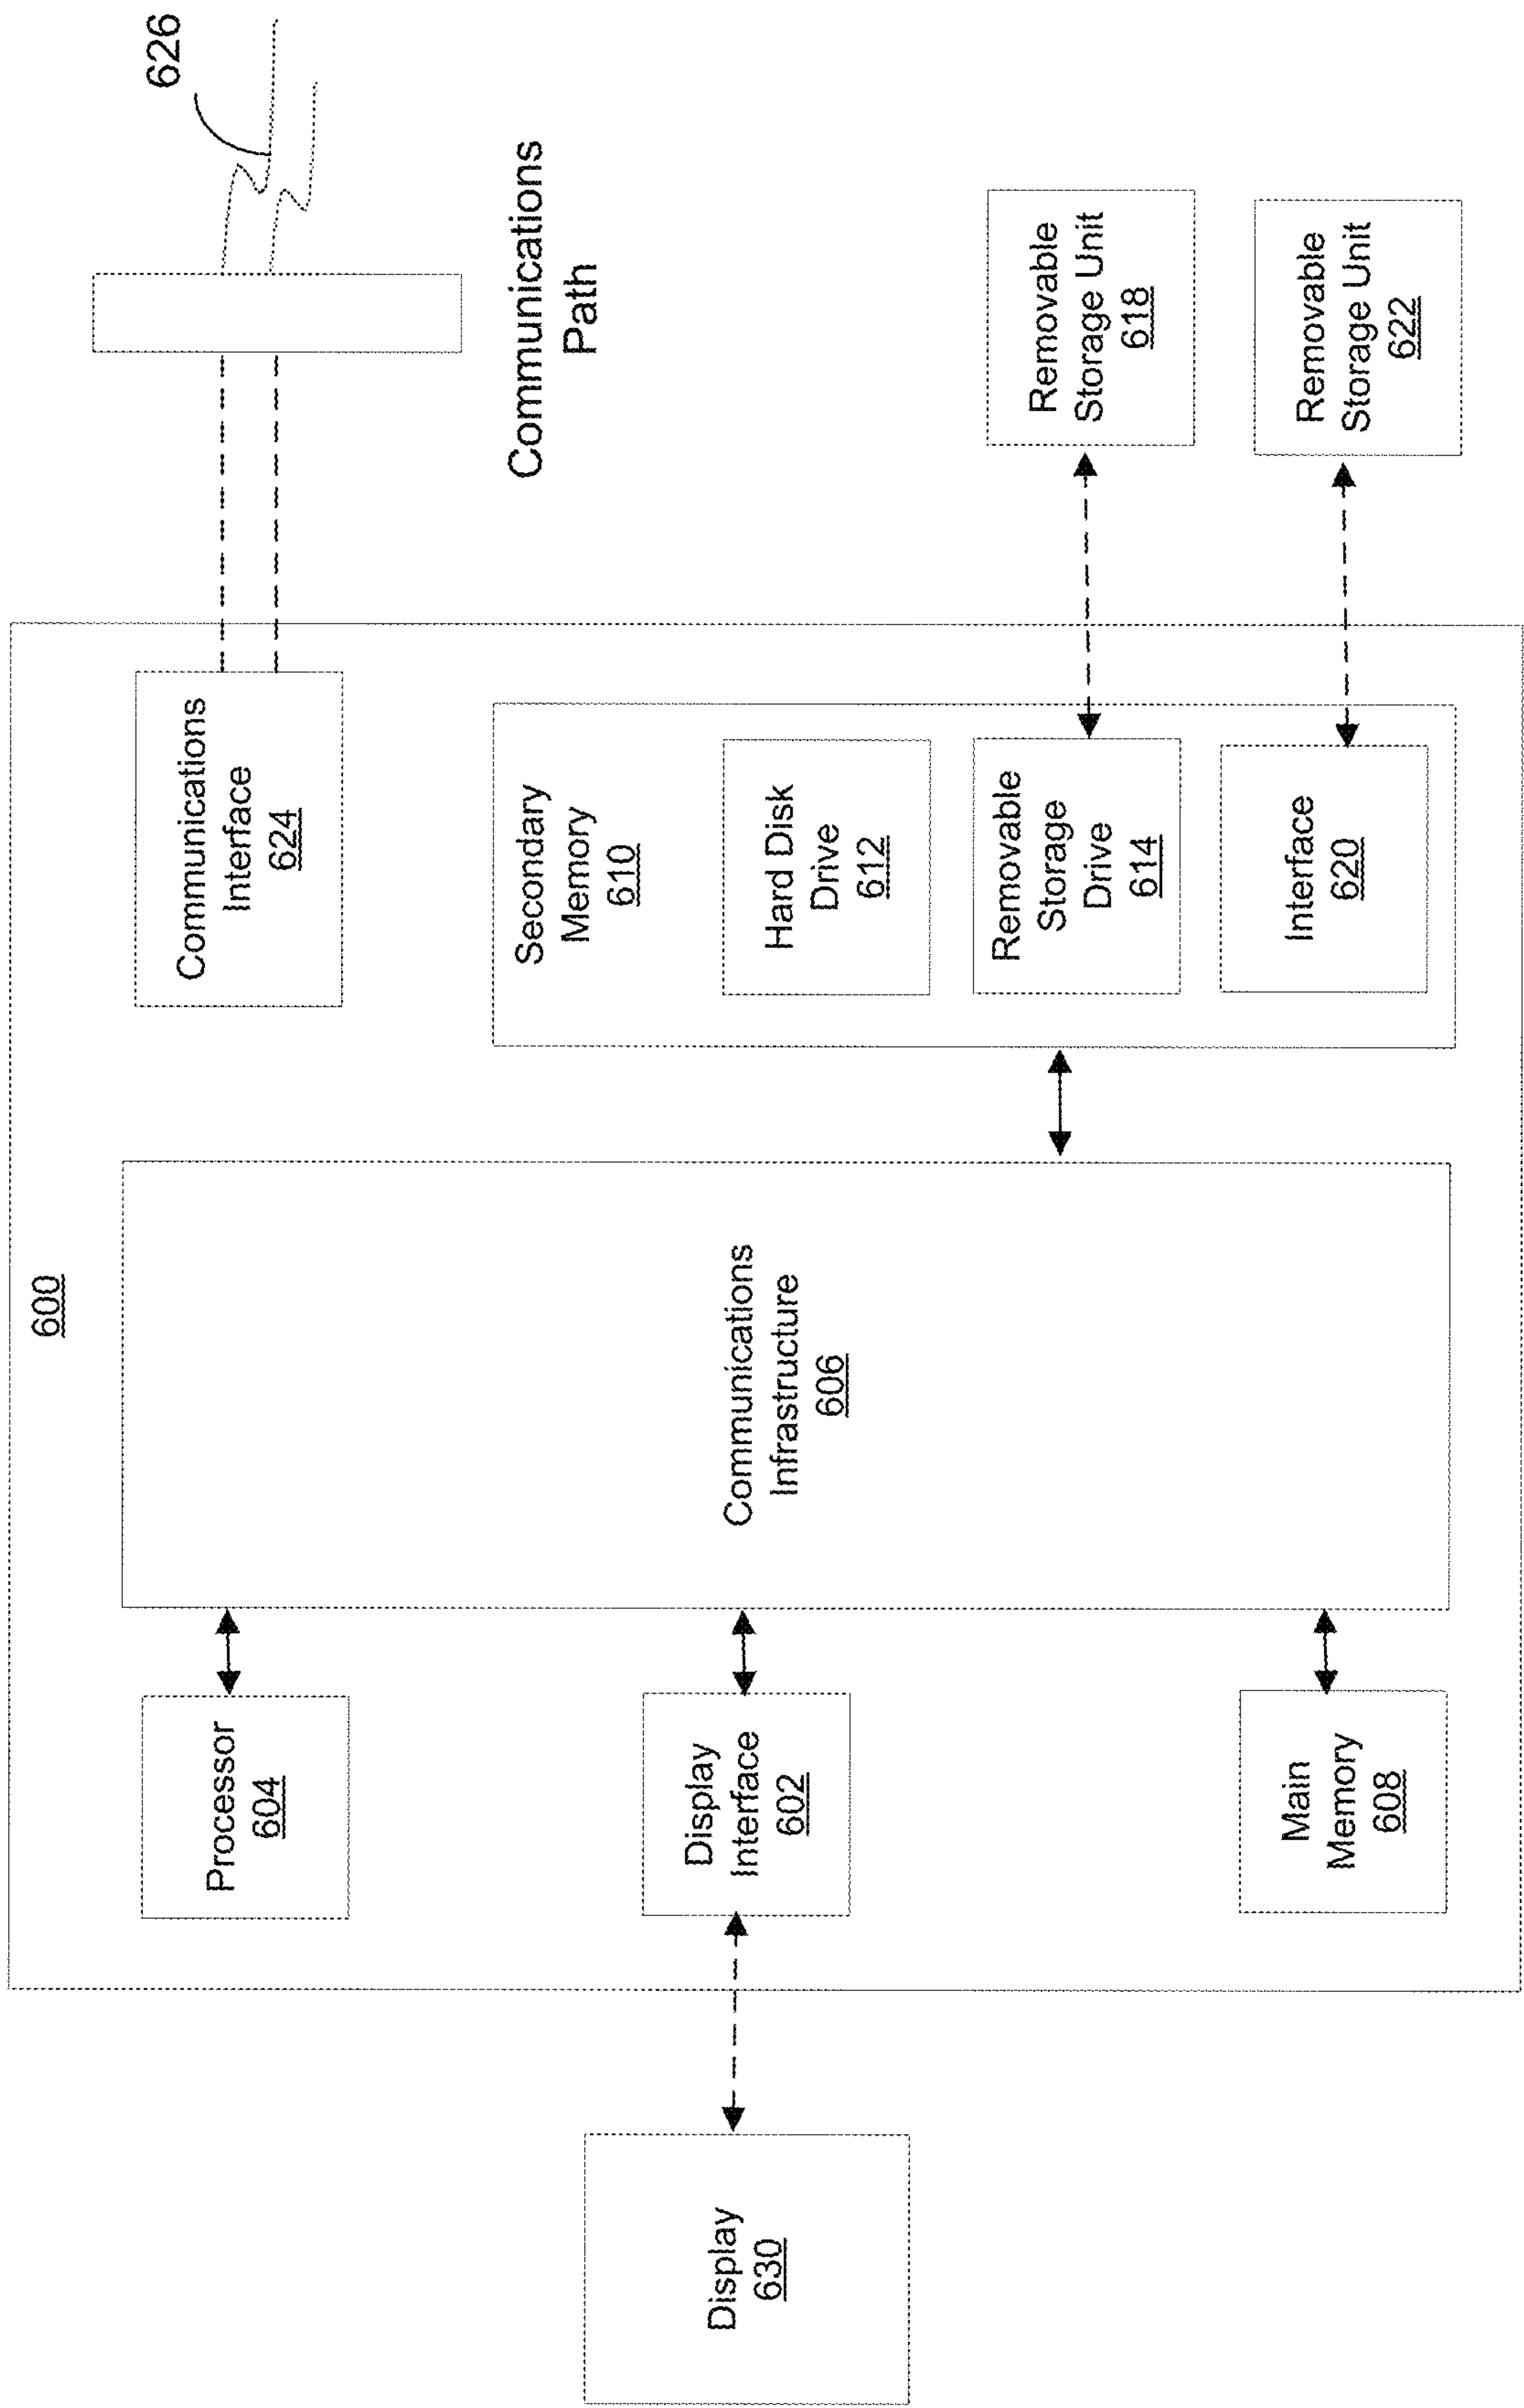 600
Processor
604
Display
Interface
602
Main
Memory
608
Display
630
Communications
Infrastructure
606
Communications
Interface
624
Secondary
Memory
610
Hard Disk
Drive
612
Removable
Storage
Drive
614
Interface
620
626
Communications
Path
Removable
Storage Unit
618
Removable
Storage Unit
622